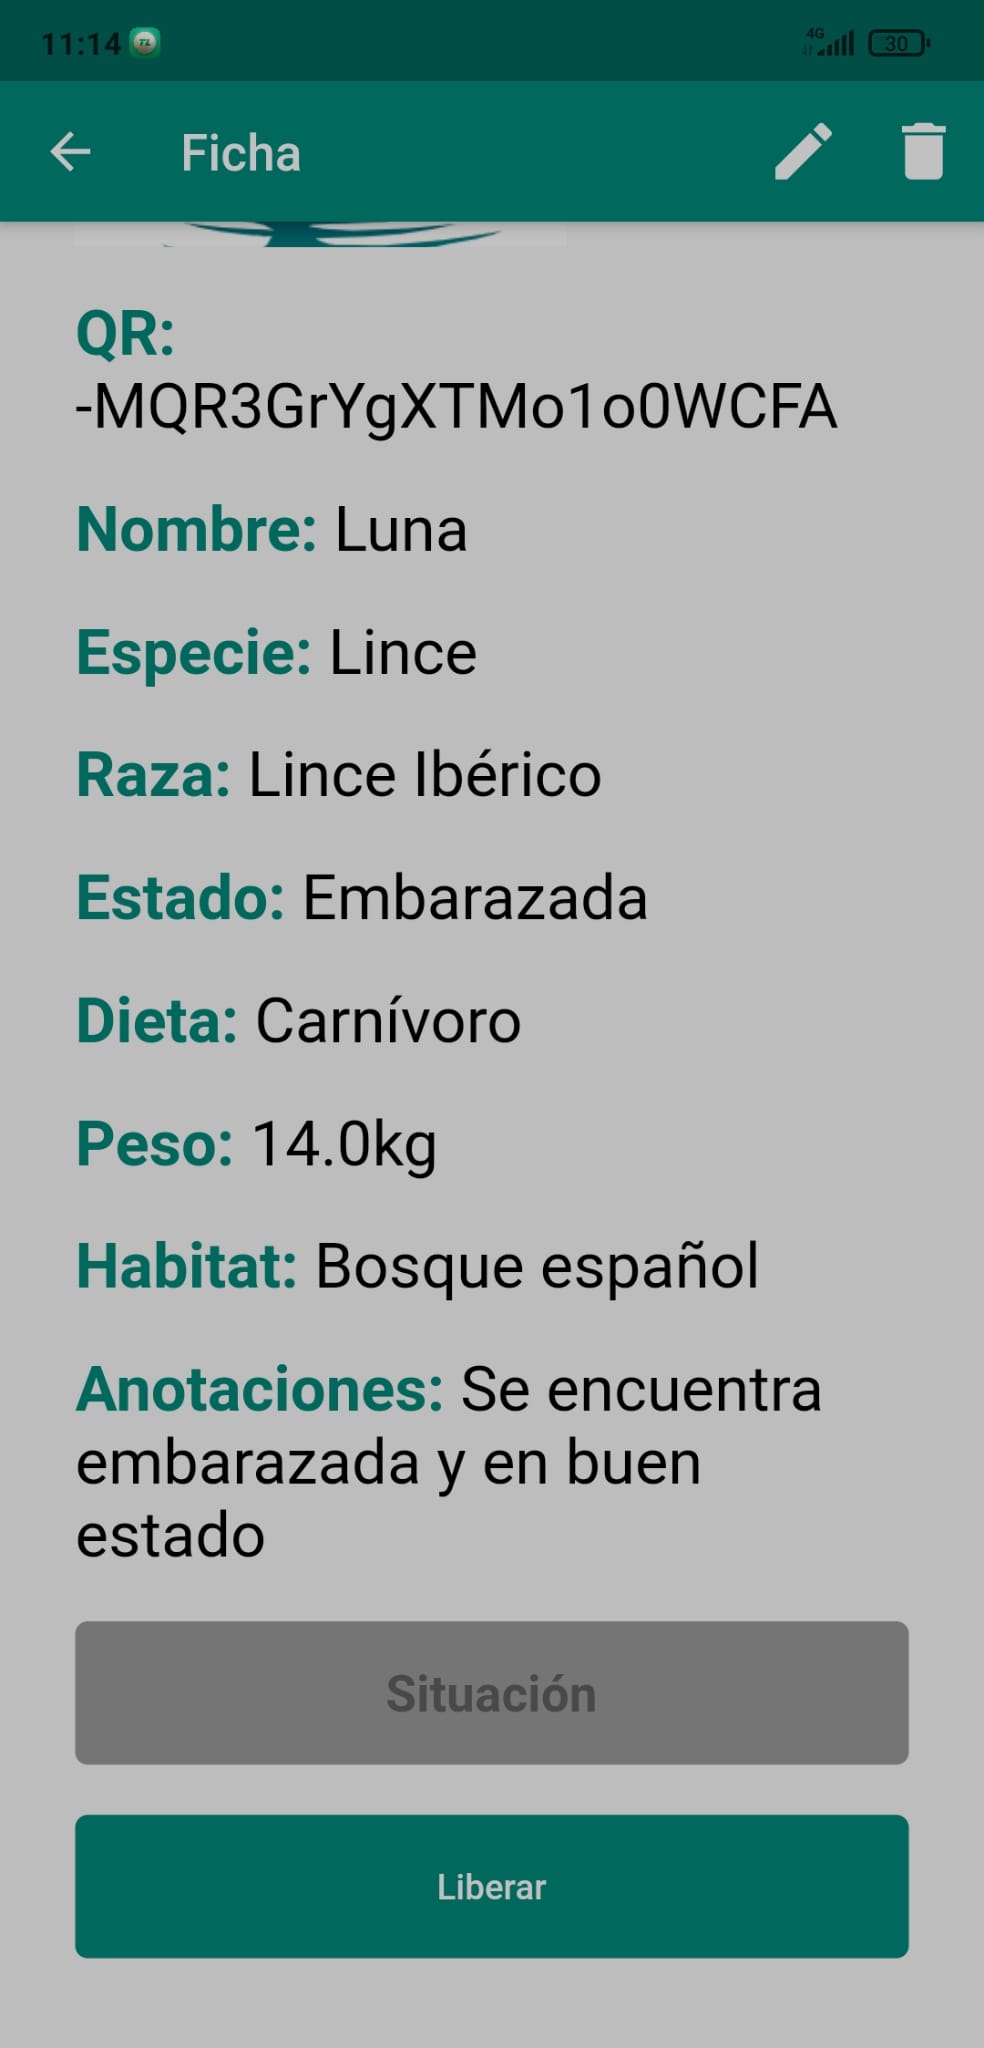 11:14
4G
30
Ficha
QR:
-MQR3GrYgXTMo1o0WCFA
Nombre: Luna
Especie: Lince
Raza: Lince Ibérico
Estado: Embarazada
Dieta: Carnívoro
Peso: 14.0kg
Habitat: Bosque español
Anotaciones: Se encuentra
embarazada y en buen
estado
Situación
Liberar